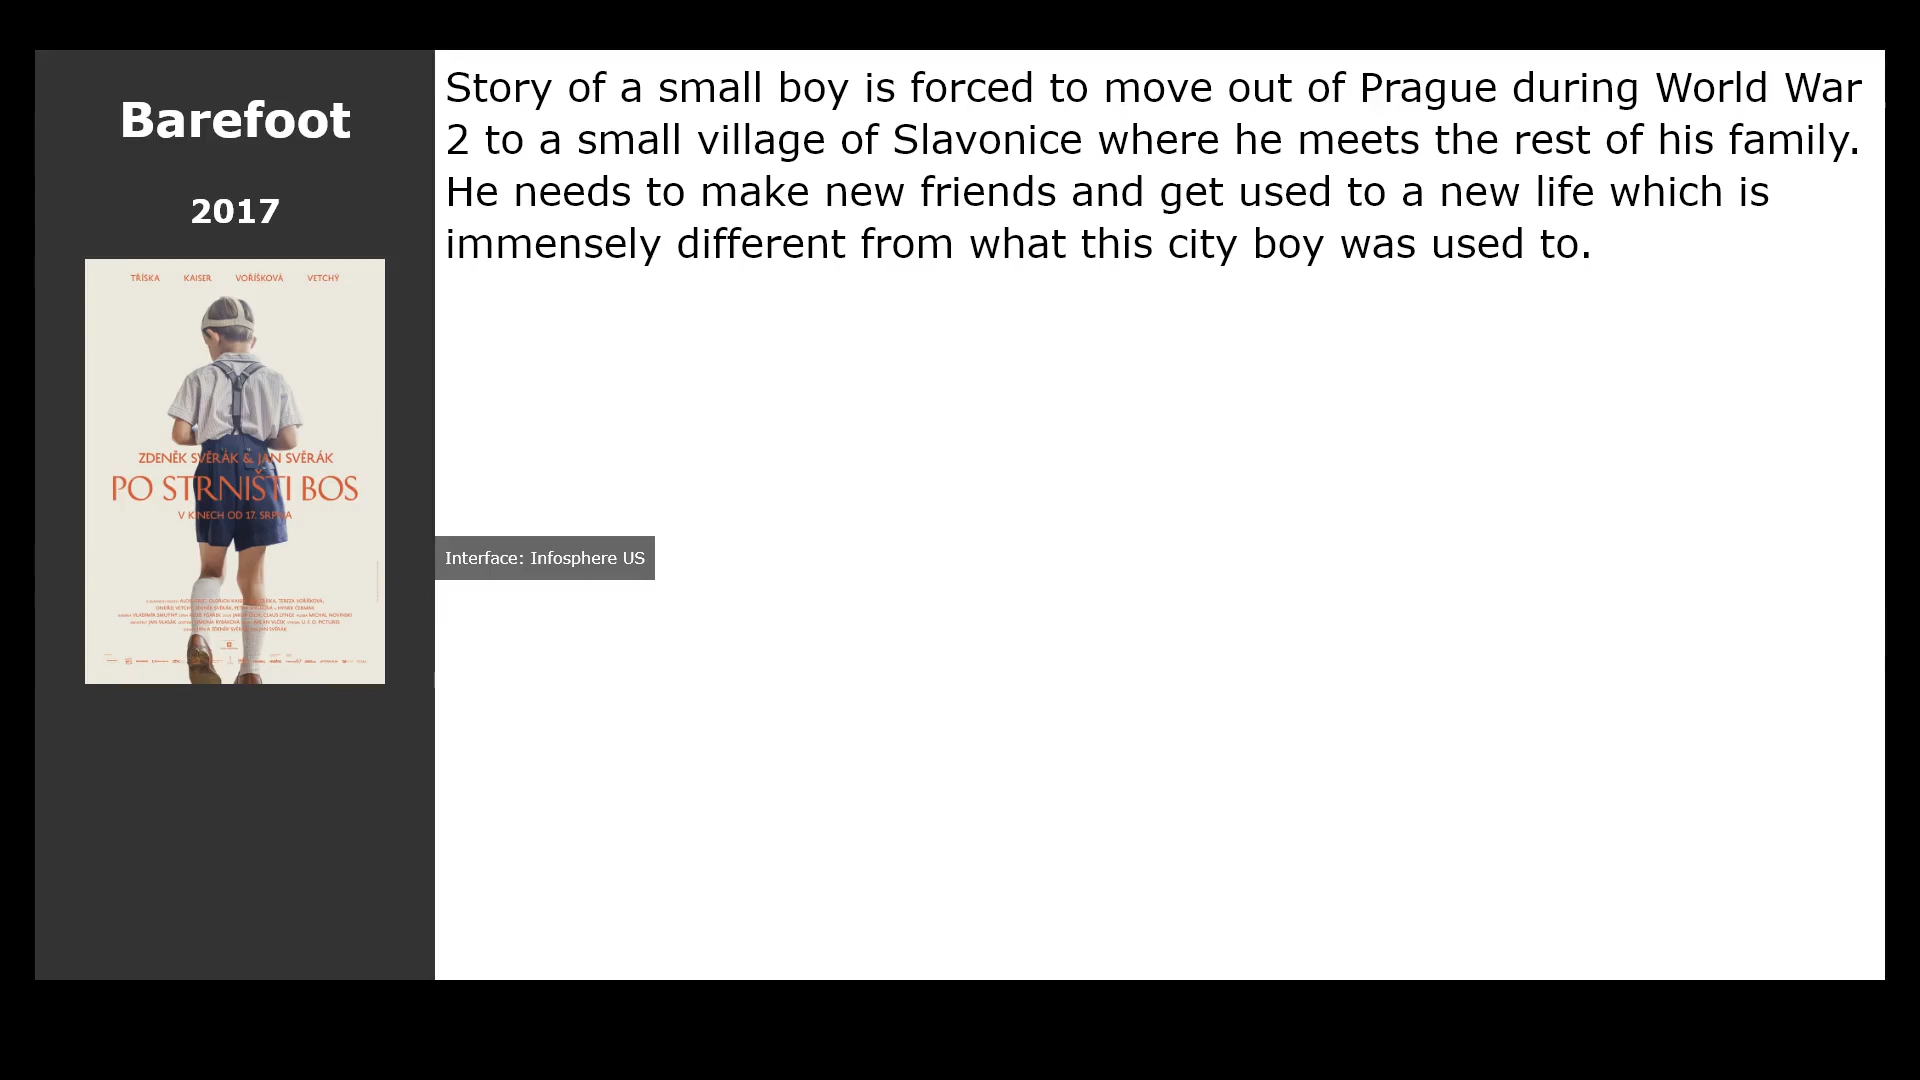 Barefoot
2017
TŘÍSKA KAISER VOŘÍŠKOVÁ VETCHÝ
ZDENĚK SVĚRÁK & JAN SVĚRÁK
PO STRNIŠTI BOS
V KINECH OD 17. SRPNA
Story of a small boy is forced to move out of Prague during World War
2 to a small village of Slavonice where he meets the rest of his family.
He needs to make new friends and get used to a new life which is
immensely different from what this city boy was used to.
Interface: Infosphere US